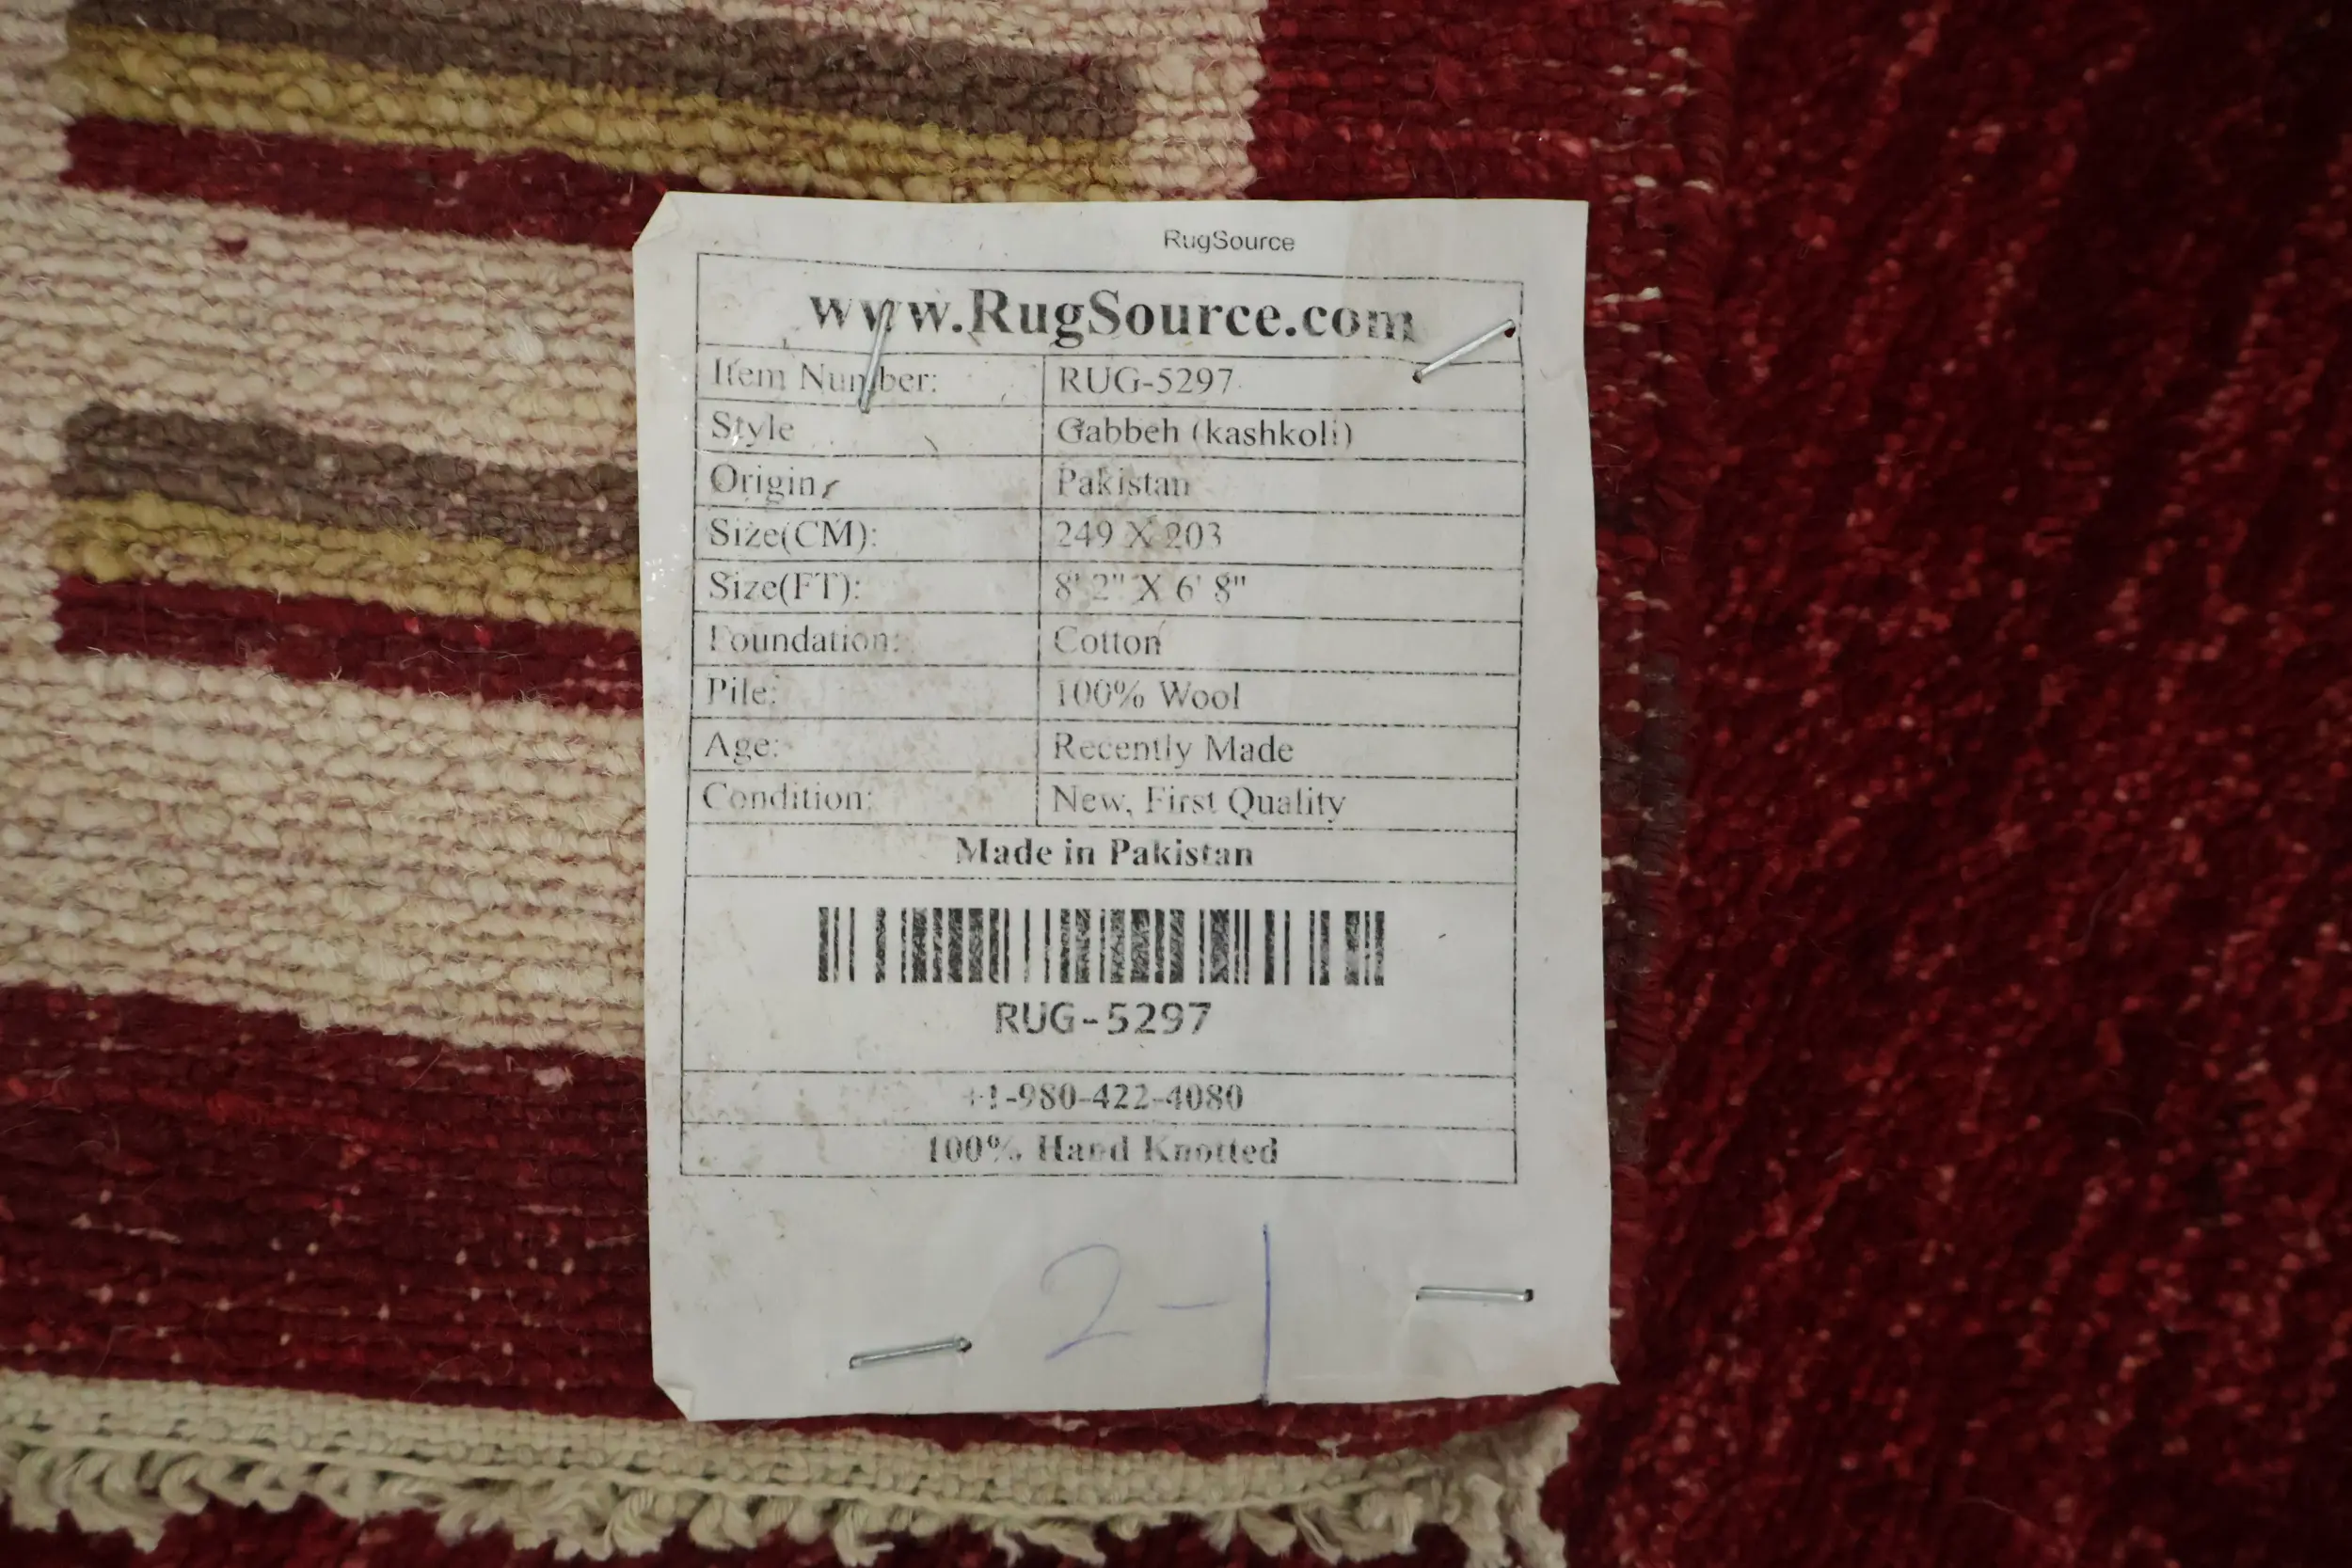 RugSource
www.RugSource.com
Item Number: RUG-5297
Style Gabbeh (kashkoli)
Origin Pakistan
Size(CM): 249 X 203
Size(FT): 8' 2" X 6' 8"
Foundation: Cotton
Pile: 100% Wool
Age: Recently Made
Condition: New, First Quality
Made in Pakistan
RUG-5297
+1-980-422-4080
100% Hand Knotted
2-1